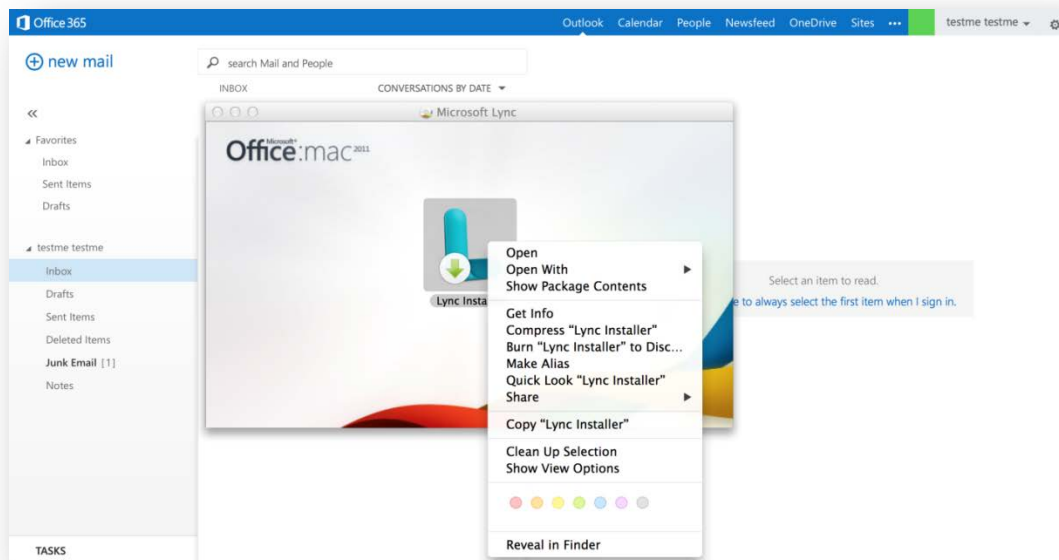 Office 365
Outlook Calendar People Newsfeed OneDrive Sites ••• testme testme
new mail
search Mail and People
INBOX CONVERSATIONS BY DATE
«
Favorites
Inbox
Sent Items
Drafts
testme testme
Inbox
Drafts
Sent Items
Deleted Items
Junk Email [1]
Notes
TASKS
Microsoft Lync
Microsoft®
Office:mac 2011
Lync Insta
Open
Open With
Show Package Contents
Get Info
Compress “Lync Installer”
Burn “Lync Installer” to Disc...
Make Alias
Quick Look “Lync Installer”
Share
Copy “Lync Installer”
Clean Up Selection
Show View Options
Reveal in Finder
Select an item to read.
e to always select the first item when I sign in.